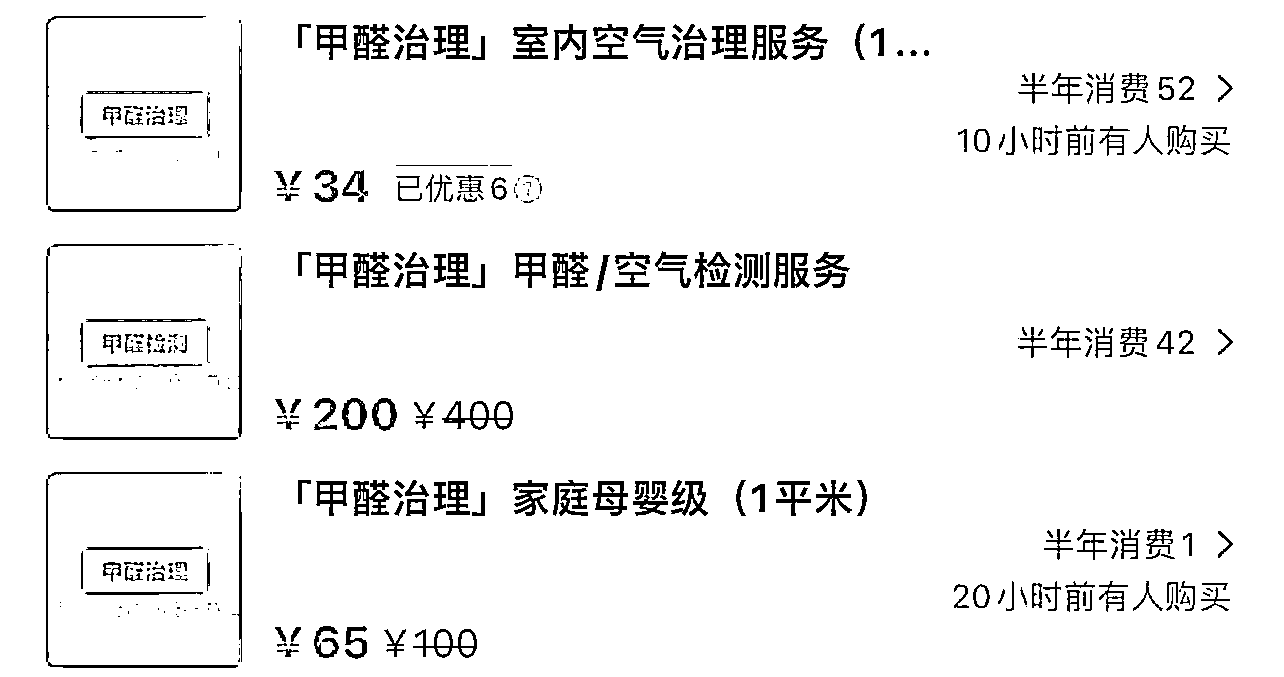 「甲醛治理」室内空气治理服务（1...
甲醛治理
半年消费52
10小时前有人购买
¥34 已优惠6
「甲醛治理」甲醛/空气检测服务
甲醛检测
半年消费42
¥200 ¥400
「甲醛治理」家庭母婴级（1平米）
甲醛治理
半年消费1
20小时前有人购买
¥65 ¥100